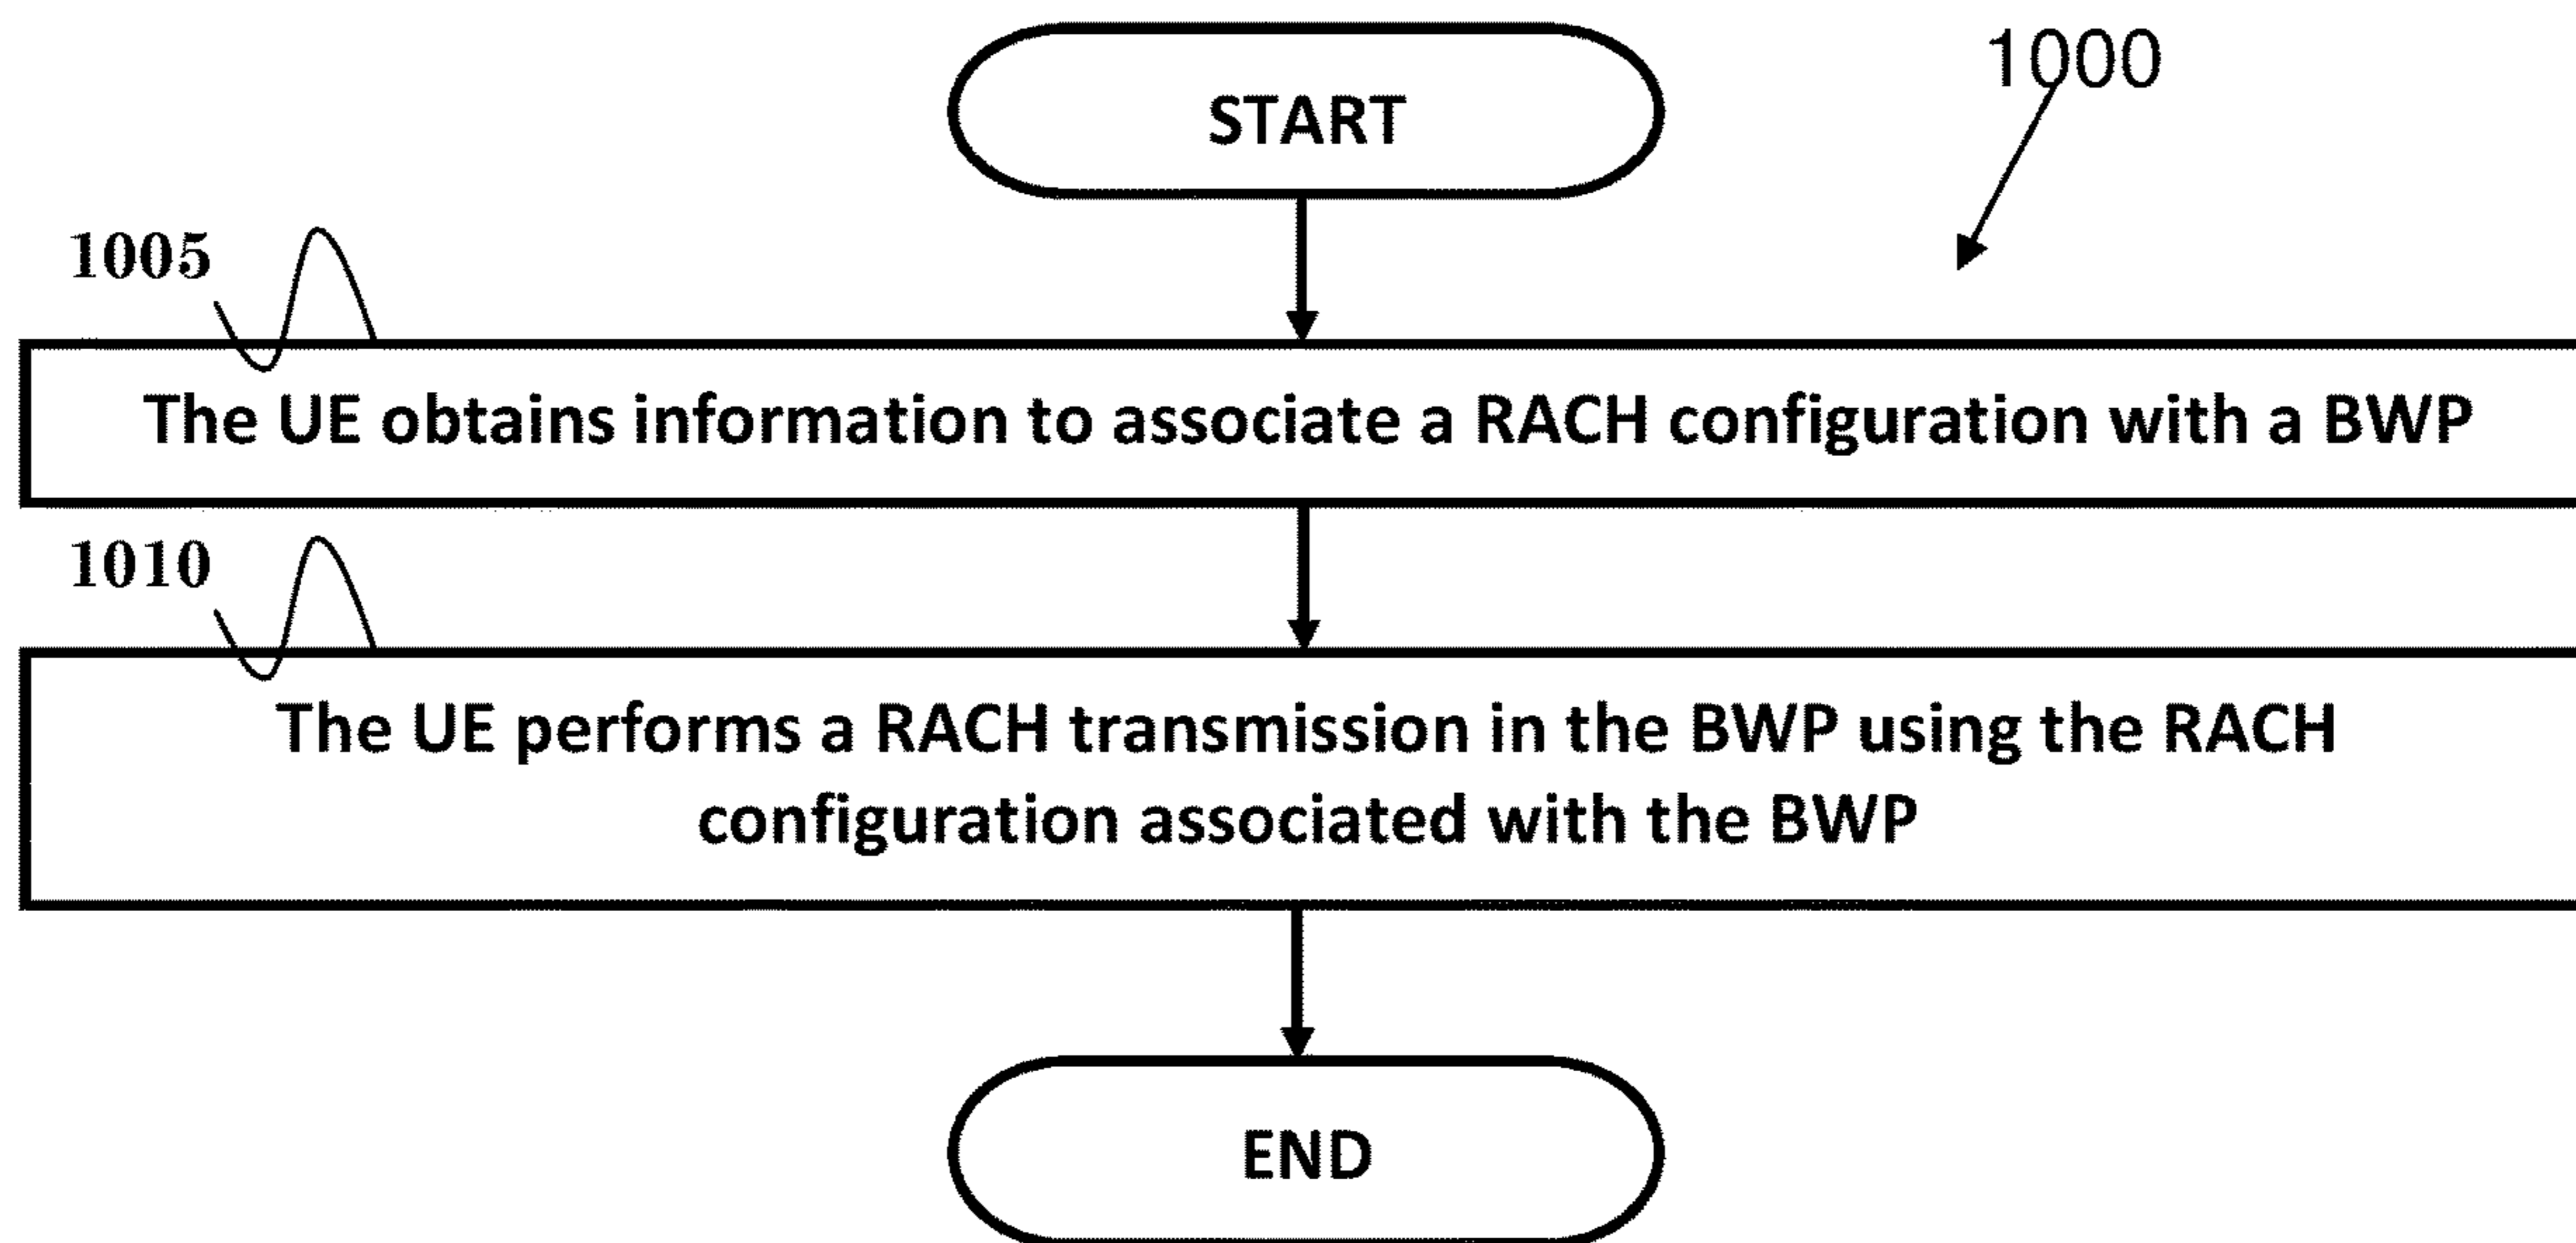 START
1000
1005
The UE obtains information to associate a RACH configuration with a BWP
1010
The UE performs a RACH transmission in the BWP using the RACH
configuration associated with the BWP
END